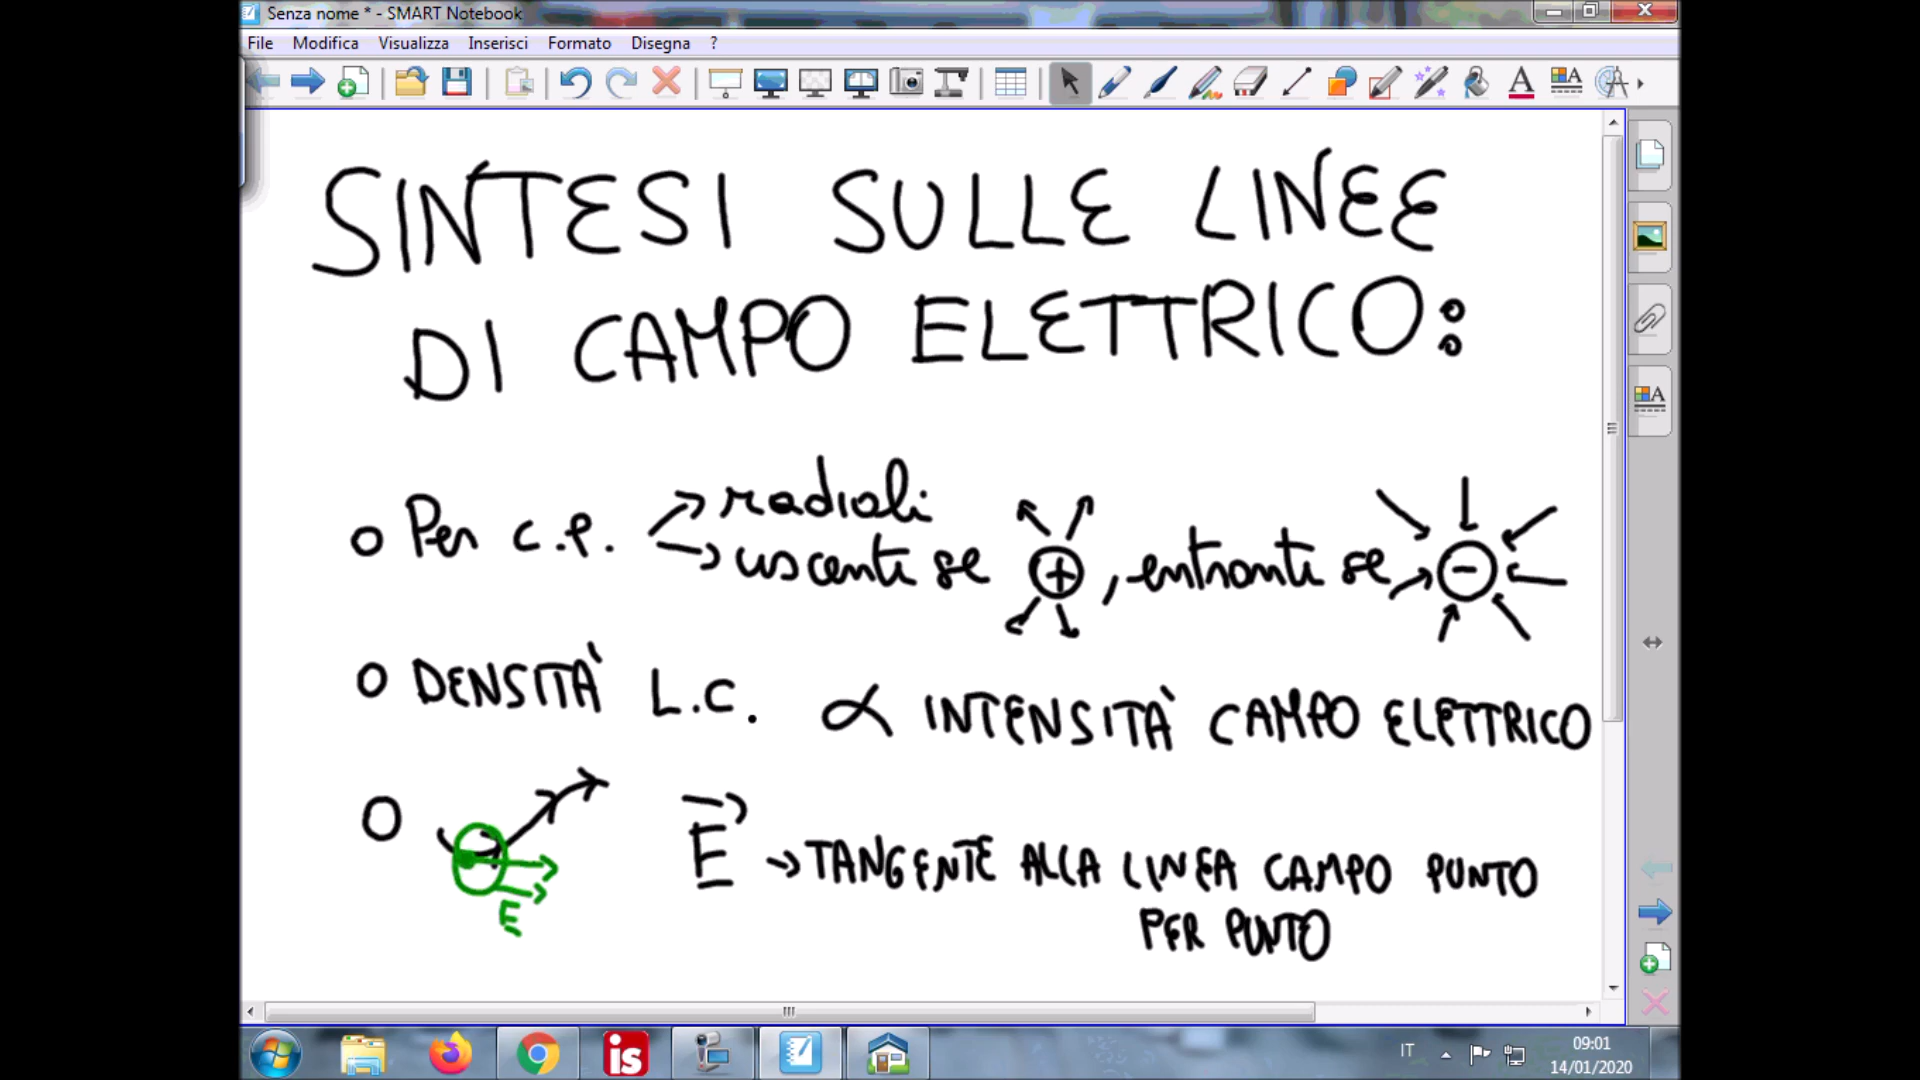 Senza nome * - SMART Notebook
File Modifica Visualizza Inserisci Formato Disegna ?
SINTESI SULLE LINEE
DI CAMPO ELETTRICO:
o Per c.p. → radiali
→ uscenti se + , entranti se -
o DENSITÀ L.C. ∝ INTENSITÀ CAMPO ELETTRICO
o E → TANGENTE ALLA LINEA CAMPO PUNTO
PER PUNTO
E
is
IT
09:01
14/01/2020